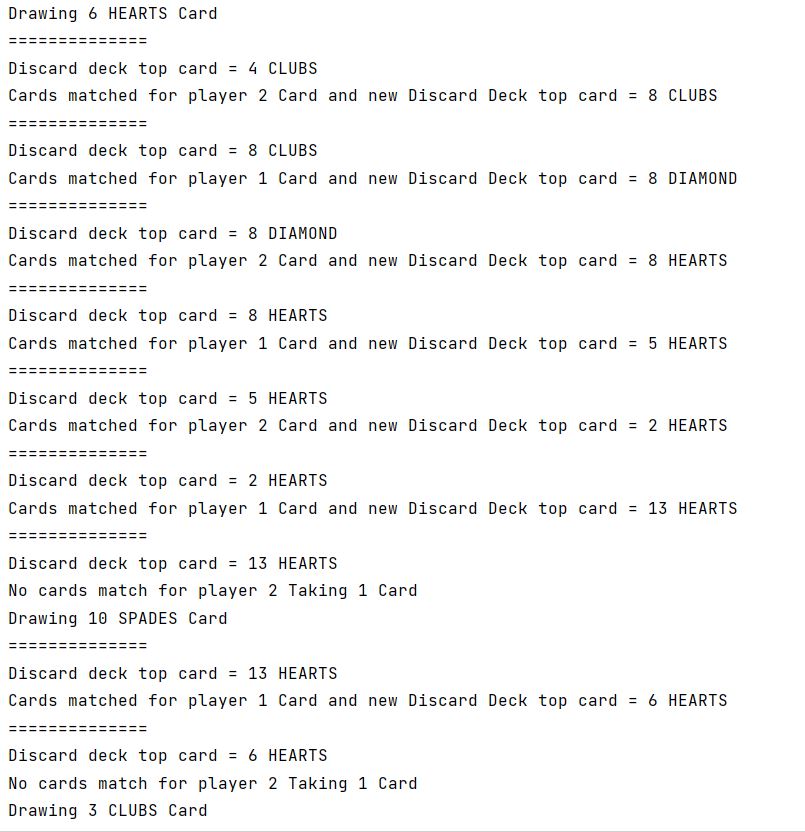 Drawing 6 HEARTS Card
==============
Discard deck top card = 4 CLUBS
Cards matched for player 2 Card and new Discard Deck top card = 8 CLUBS
==============
Discard deck top card = 8 CLUBS
Cards matched for player 1 Card and new Discard Deck top card = 8 DIAMOND
==============
Discard deck top card = 8 DIAMOND
Cards matched for player 2 Card and new Discard Deck top card = 8 HEARTS
==============
Discard deck top card = 8 HEARTS
Cards matched for player 1 Card and new Discard Deck top card = 5 HEARTS
==============
Discard deck top card = 5 HEARTS
Cards matched for player 2 Card and new Discard Deck top card = 2 HEARTS
==============
Discard deck top card = 2 HEARTS
Cards matched for player 1 Card and new Discard Deck top card = 13 HEARTS
==============
Discard deck top card = 13 HEARTS
No cards match for player 2 Taking 1 Card
Drawing 10 SPADES Card
==============
Discard deck top card = 13 HEARTS
Cards matched for player 1 Card and new Discard Deck top card = 6 HEARTS
==============
Discard deck top card = 6 HEARTS
No cards match for player 2 Taking 1 Card
Drawing 3 CLUBS Card